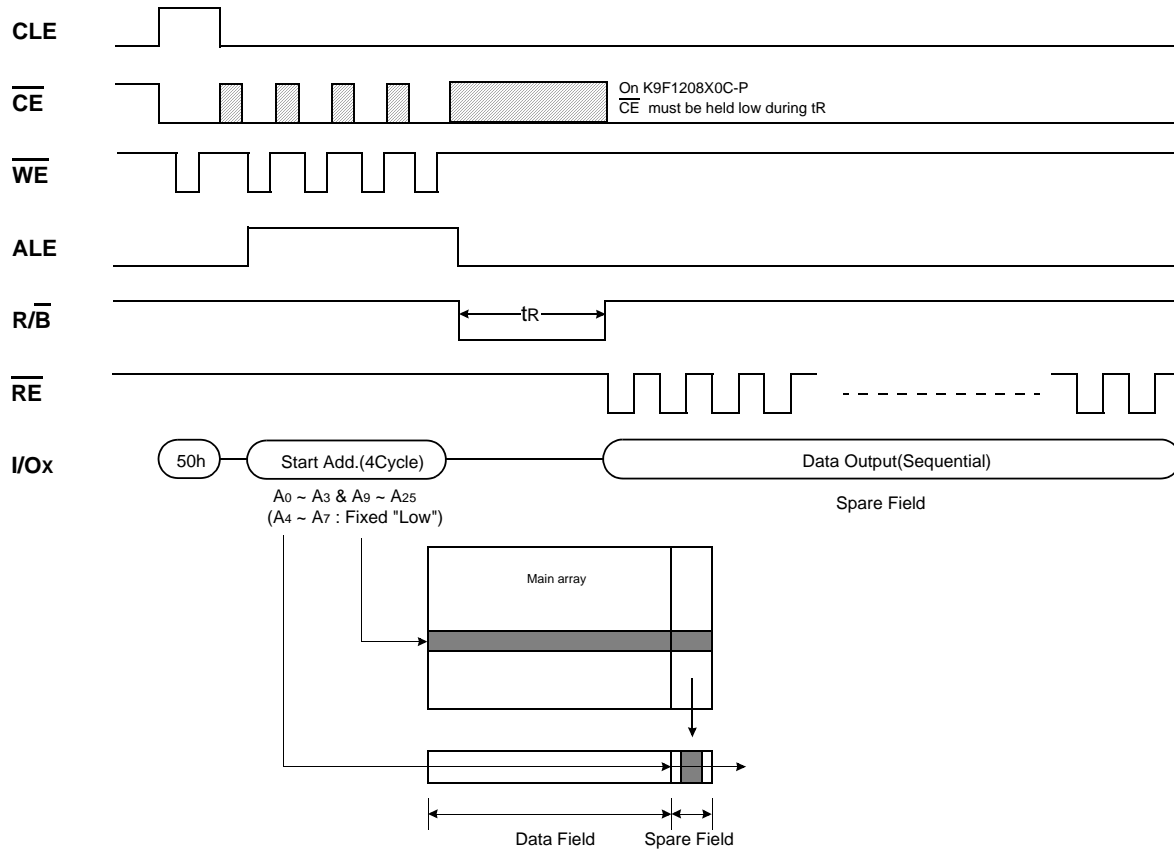 CLE
CE
On K9F1208X0C-P
CE must be held low during tR
WE
ALE
R/B
tR
RE
I/Ox
50h
Start Add.(4Cycle)
Data Output(Sequential)
A0 ~ A3 & A9 ~ A25
(A4 ~ A7 : Fixed "Low")
Spare Field
Main array
Data Field
Spare Field